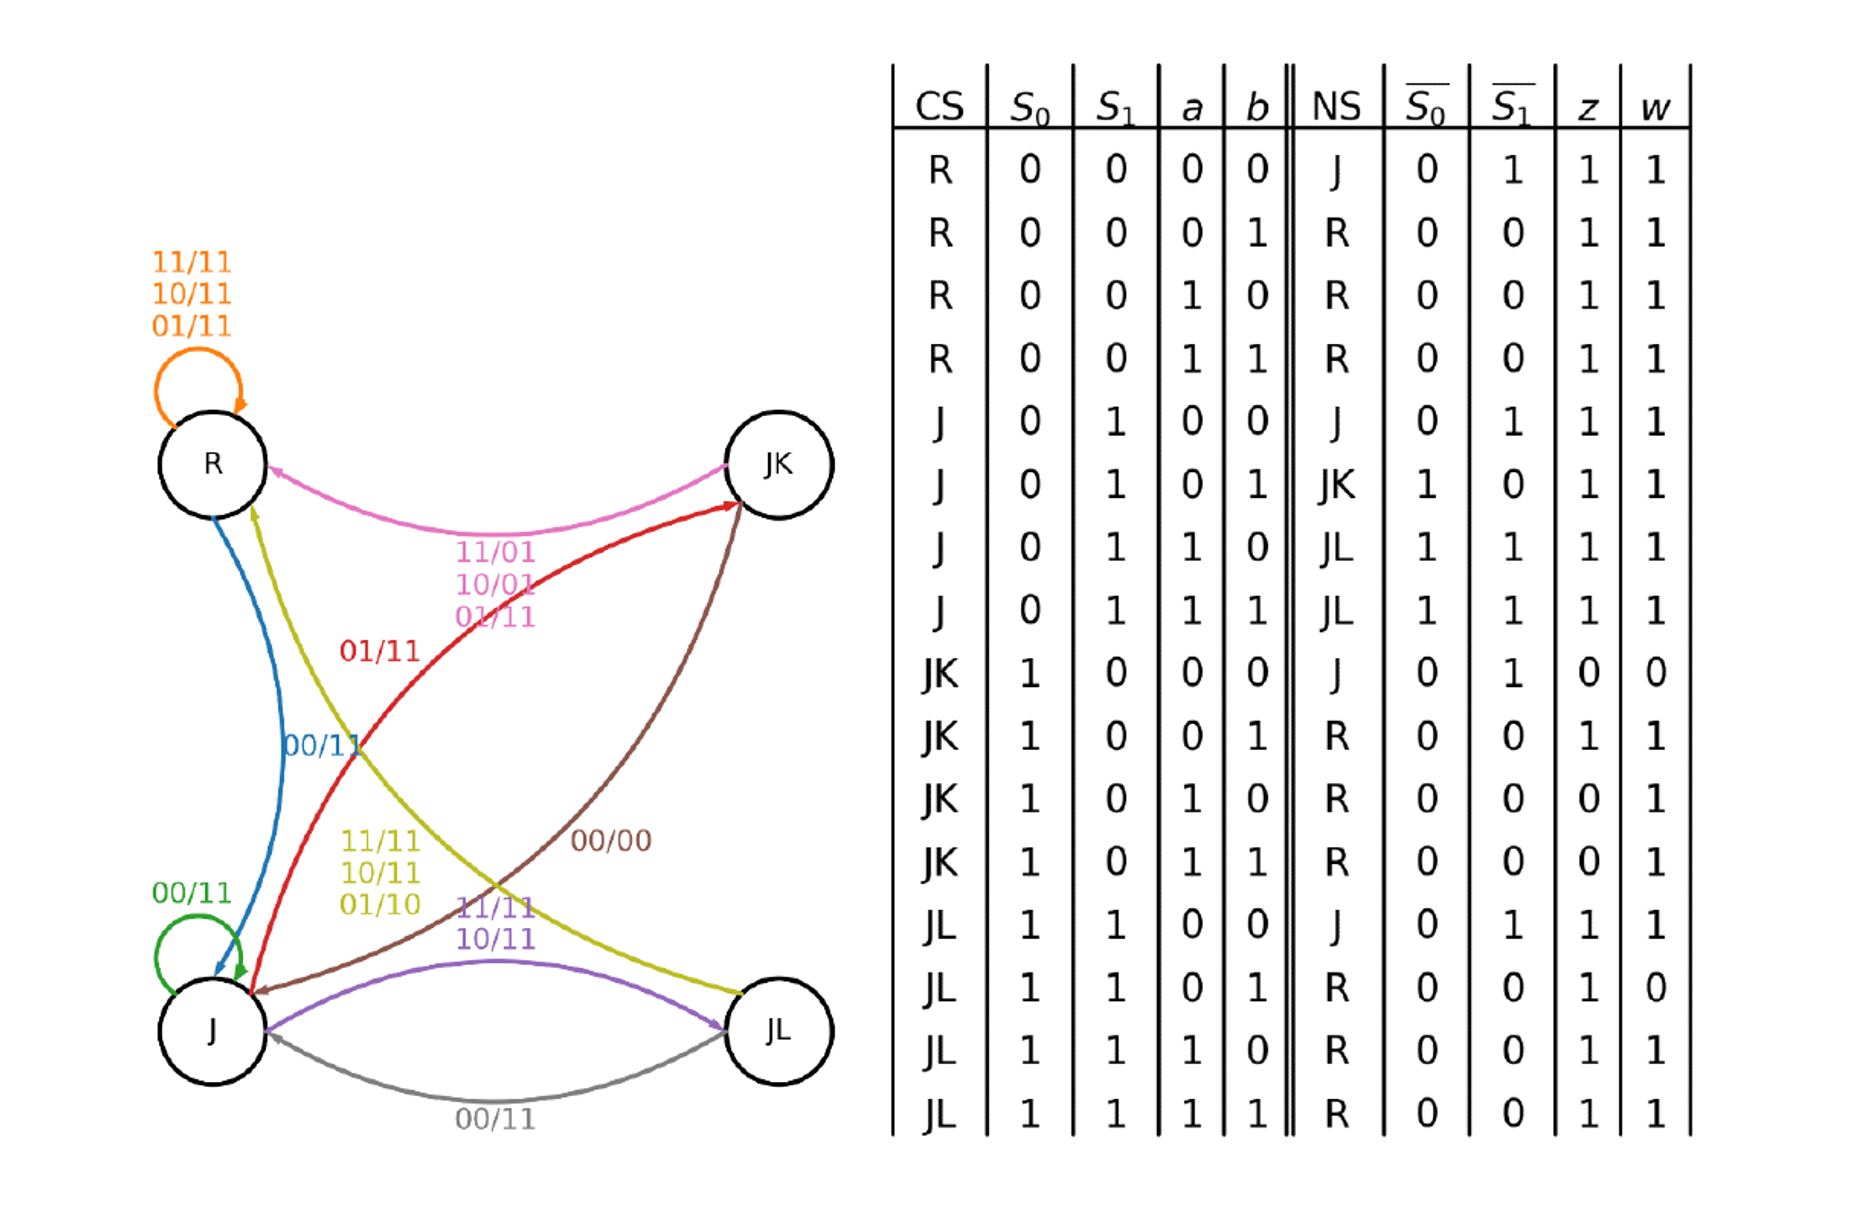 11/11
10/11
01/11
R
JK
11/01
10/01
01/11
01/11
00/11
11/11
10/11
01/10
00/00
00/11
11/11
10/11
J
JL
00/11
CS S0 S1 a b NS S0 S1 z w
R 0 0 0 0 J 0 1 1 1
R 0 0 0 1 R 0 0 1 1
R 0 0 1 0 R 0 0 1 1
R 0 0 1 1 R 0 0 1 1
J 0 1 0 0 J 0 1 1 1
J 0 1 0 1 JK 1 0 1 1
J 0 1 1 0 JL 1 1 1 1
J 0 1 1 1 JL 1 1 1 1
JK 1 0 0 0 J 0 1 0 0
JK 1 0 0 1 R 0 0 1 1
JK 1 0 1 0 R 0 0 0 1
JK 1 0 1 1 R 0 0 0 1
JL 1 1 0 0 J 0 1 1 1
JL 1 1 0 1 R 0 0 1 0
JL 1 1 1 0 R 0 0 1 1
JL 1 1 1 1 R 0 0 1 1